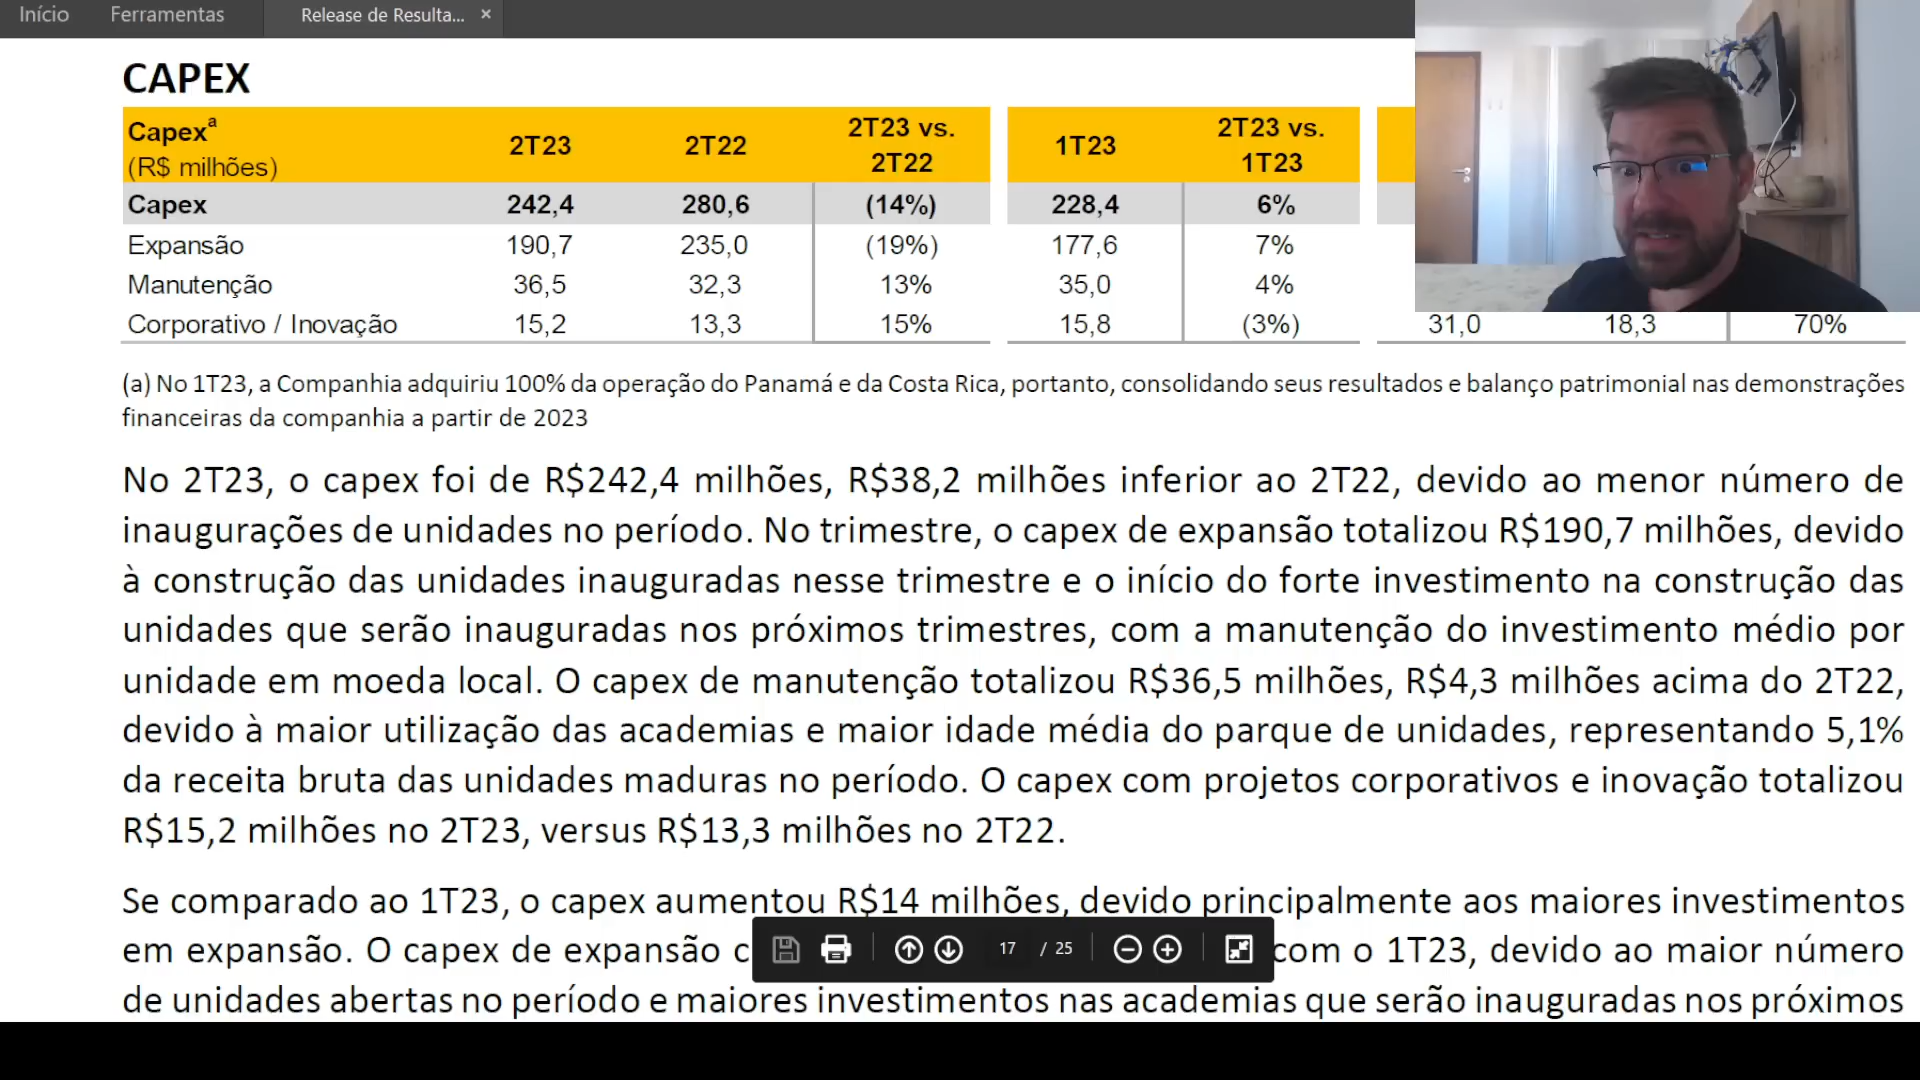 Início Ferramentas Release de Resulta... ×
CAPEX
Capexª 2T23 2T22 2T23 vs. 2T22 1T23 2T23 vs. 1T23
(R$ milhões)
Capex 242,4 280,6 (14%) 228,4 6%
Expansão 190,7 235,0 (19%) 177,6 7%
Manutenção 36,5 32,3 13% 35,0 4%
Corporativo / Inovação 15,2 13,3 15% 15,8 (3%) 31,0 18,3 70%
(a) No 1T23, a Companhia adquiriu 100% da operação do Panamá e da Costa Rica, portanto, consolidando seus resultados e balanço patrimonial nas demonstrações
financeiras da companhia a partir de 2023
No 2T23, o capex foi de R$242,4 milhões, R$38,2 milhões inferior ao 2T22, devido ao menor número de
inaugurações de unidades no período. No trimestre, o capex de expansão totalizou R$190,7 milhões, devido
à construção das unidades inauguradas nesse trimestre e o início do forte investimento na construção das
unidades que serão inauguradas nos próximos trimestres, com a manutenção do investimento médio por
unidade em moeda local. O capex de manutenção totalizou R$36,5 milhões, R$4,3 milhões acima do 2T22,
devido à maior utilização das academias e maior idade média do parque de unidades, representando 5,1%
da receita bruta das unidades maduras no período. O capex com projetos corporativos e inovação totalizou
R$15,2 milhões no 2T23, versus R$13,3 milhões no 2T22.
Se comparado ao 1T23, o capex aumentou R$14 milhões, devido principalmente aos maiores investimentos
em expansão. O capex de expansão com o 1T23, devido ao maior número
17 / 25
de unidades abertas no período e maiores investimentos nas academias que serão inauguradas nos próximos